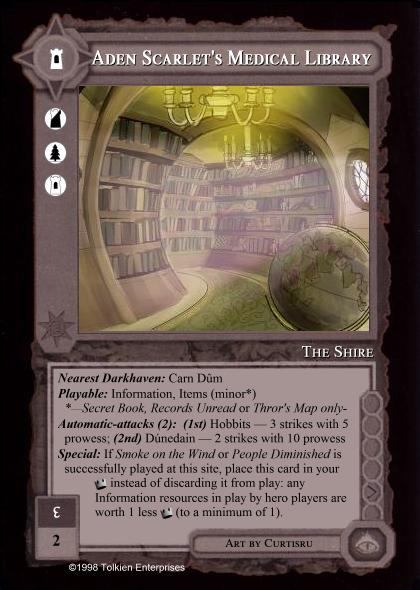 ADEN SCARLET'S MEDICAL LIBRARY
THE SHIRE
Nearest Darkhaven: Carn Dûm
Playable: Information, Items (minor*)
*—Secret Book, Records Unread or Thror's Map only-
Automatic-attacks (2): (1st) Hobbits — 3 strikes with 5
prowess; (2nd) Dúnedain — 2 strikes with 10 prowess
Special: If Smoke on the Wind or People Diminished is
successfully played at this site, place this card in your
instead of discarding it from play: any
Information resources in play by hero players are
worth 1 less (to a minimum of 1).
3
2
ART BY CURTISRU
©1998 Tolkien Enterprises